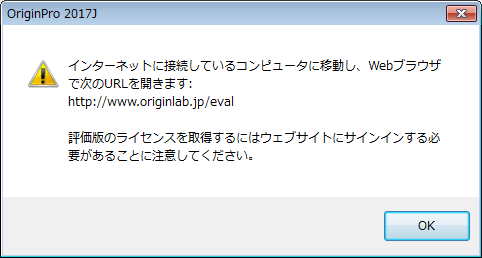 OriginPro 2017J
インターネットに接続しているコンピュータに移動し、Webブラウザ
で次のURLを開きます:
http://www.originlab.jp/eval
評価版のライセンスを取得するにはウェブサイトにサインインする必
要があることに注意してください。
OK